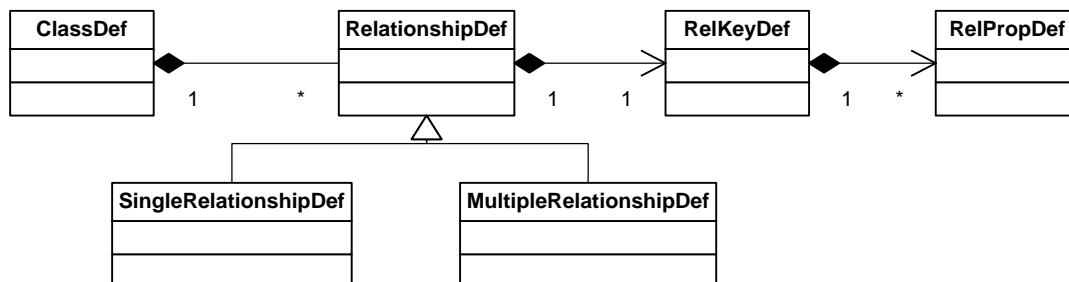 ClassDef RelationshipDef RelKeyDef RelPropDef
1 * 1 1 1 *
SingleRelationshipDef MultipleRelationshipDef